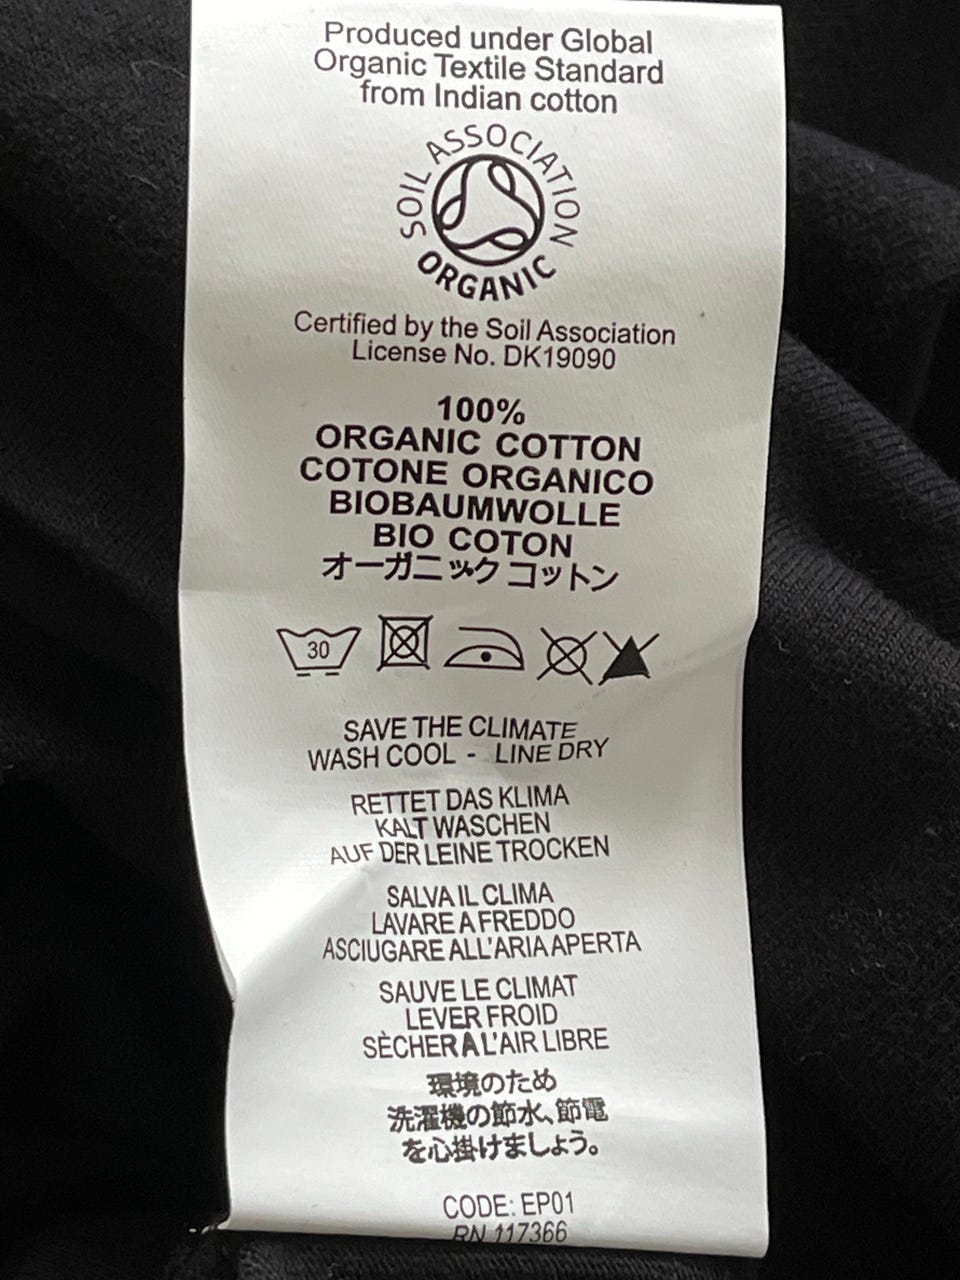 Produced under Global
Organic Textile Standard
from Indian cotton
SOIL ASSOCIATION
ORGANIC
Certified by the Soil Association
License No. DK19090
100%
ORGANIC COTTON
COTONE ORGANICO
BIOBAUMWOLLE
BIO COTON
オーガニックコットン
30
SAVE THE CLIMATE
WASH COOL - LINE DRY
RETTET DAS KLIMA
KALT WASCHEN
AUF DER LEINE TROCKEN
SALVA IL CLIMA
LAVARE A FREDDO
ASCIUGARE ALL'ARIA APERTA
SAUVE LE CLIMAT
LEVER FROID
SÈCHER A L'AIR LIBRE
環境のため
洗濯機の節水、節電
を心掛けましょう。
CODE: EP01
RN 117366